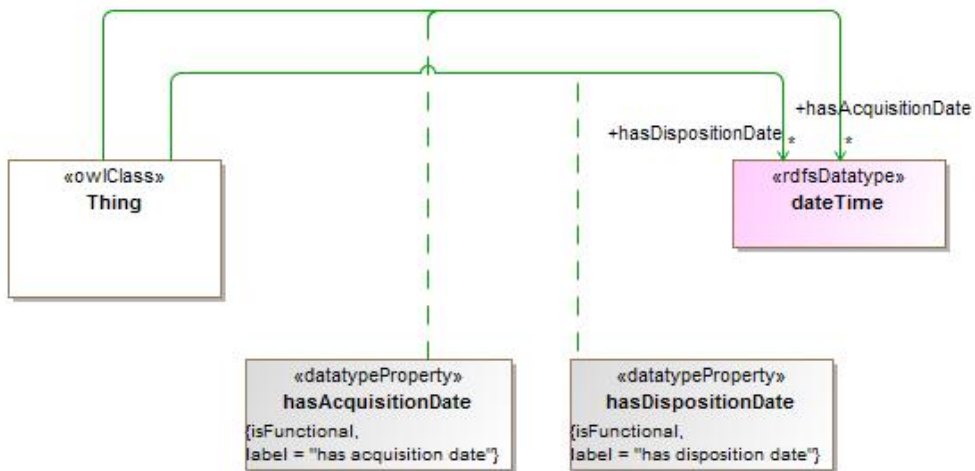 +hasAcquisitionDate
+hasDispositionDate
*
*
«owlClass»
Thing
«rdfsDatatype»
dateTime
«datatypeProperty»
hasAcquisitionDate
{isFunctional,
label = "has acquisition date"}
«datatypeProperty»
hasDispositionDate
{isFunctional,
label = "has disposition date"}